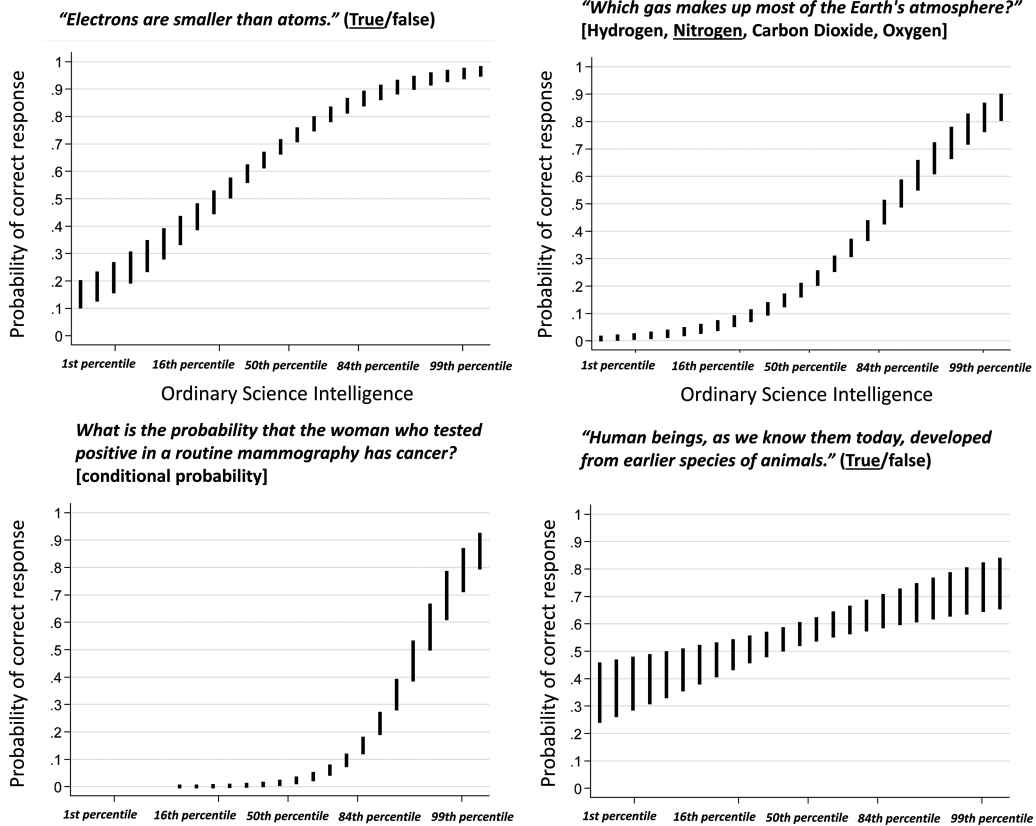 “Electrons are smaller than atoms.” (True/false)
Probability of correct response
1
.9
.8
.7
.6
.5
.4
.3
.2
.1
0
1st percentile 16th percentile 50th percentile 84th percentile 99th percentile
Ordinary Science Intelligence
“Which gas makes up most of the Earth's atmosphere?”
[Hydrogen, Nitrogen, Carbon Dioxide, Oxygen]
Probability of correct response
1
.9
.8
.7
.6
.5
.4
.3
.2
.1
0
1st percentile 16th percentile 50th percentile 84th percentile 99th percentile
Ordinary Science Intelligence
What is the probability that the woman who tested
positive in a routine mammography has cancer?
[conditional probability]
Probability of correct response
1
.9
.8
.7
.6
.5
.4
.3
.2
.1
0
1st percentile 16th percentile 50th percentile 84th percentile 99th percentile
“Human beings, as we know them today, developed
from earlier species of animals.” (True/false)
Probability of correct response
1
.9
.8
.7
.6
.5
.4
.3
.2
.1
0
1st percentile 16th percentile 50th percentile 84th percentile 99th percentile